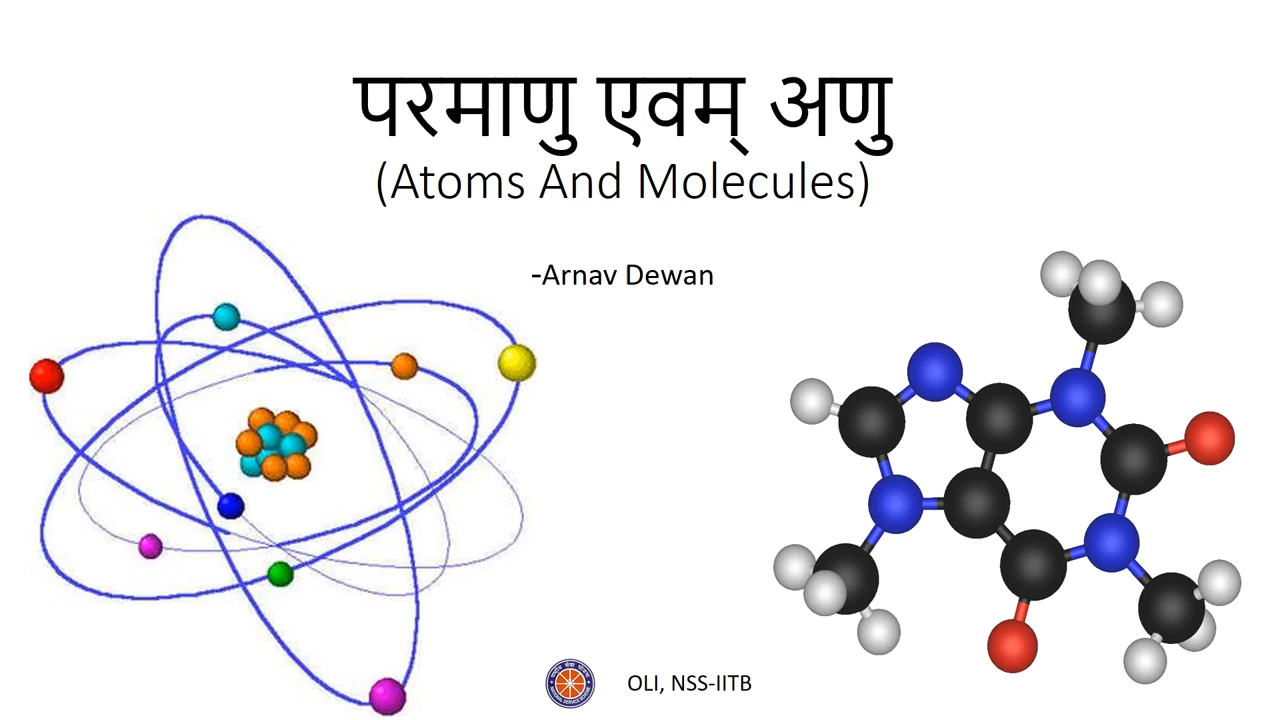 परमाणु एवम् अणु
(Atoms And Molecules)
-Arnav Dewan
OLI, NSS-IITB